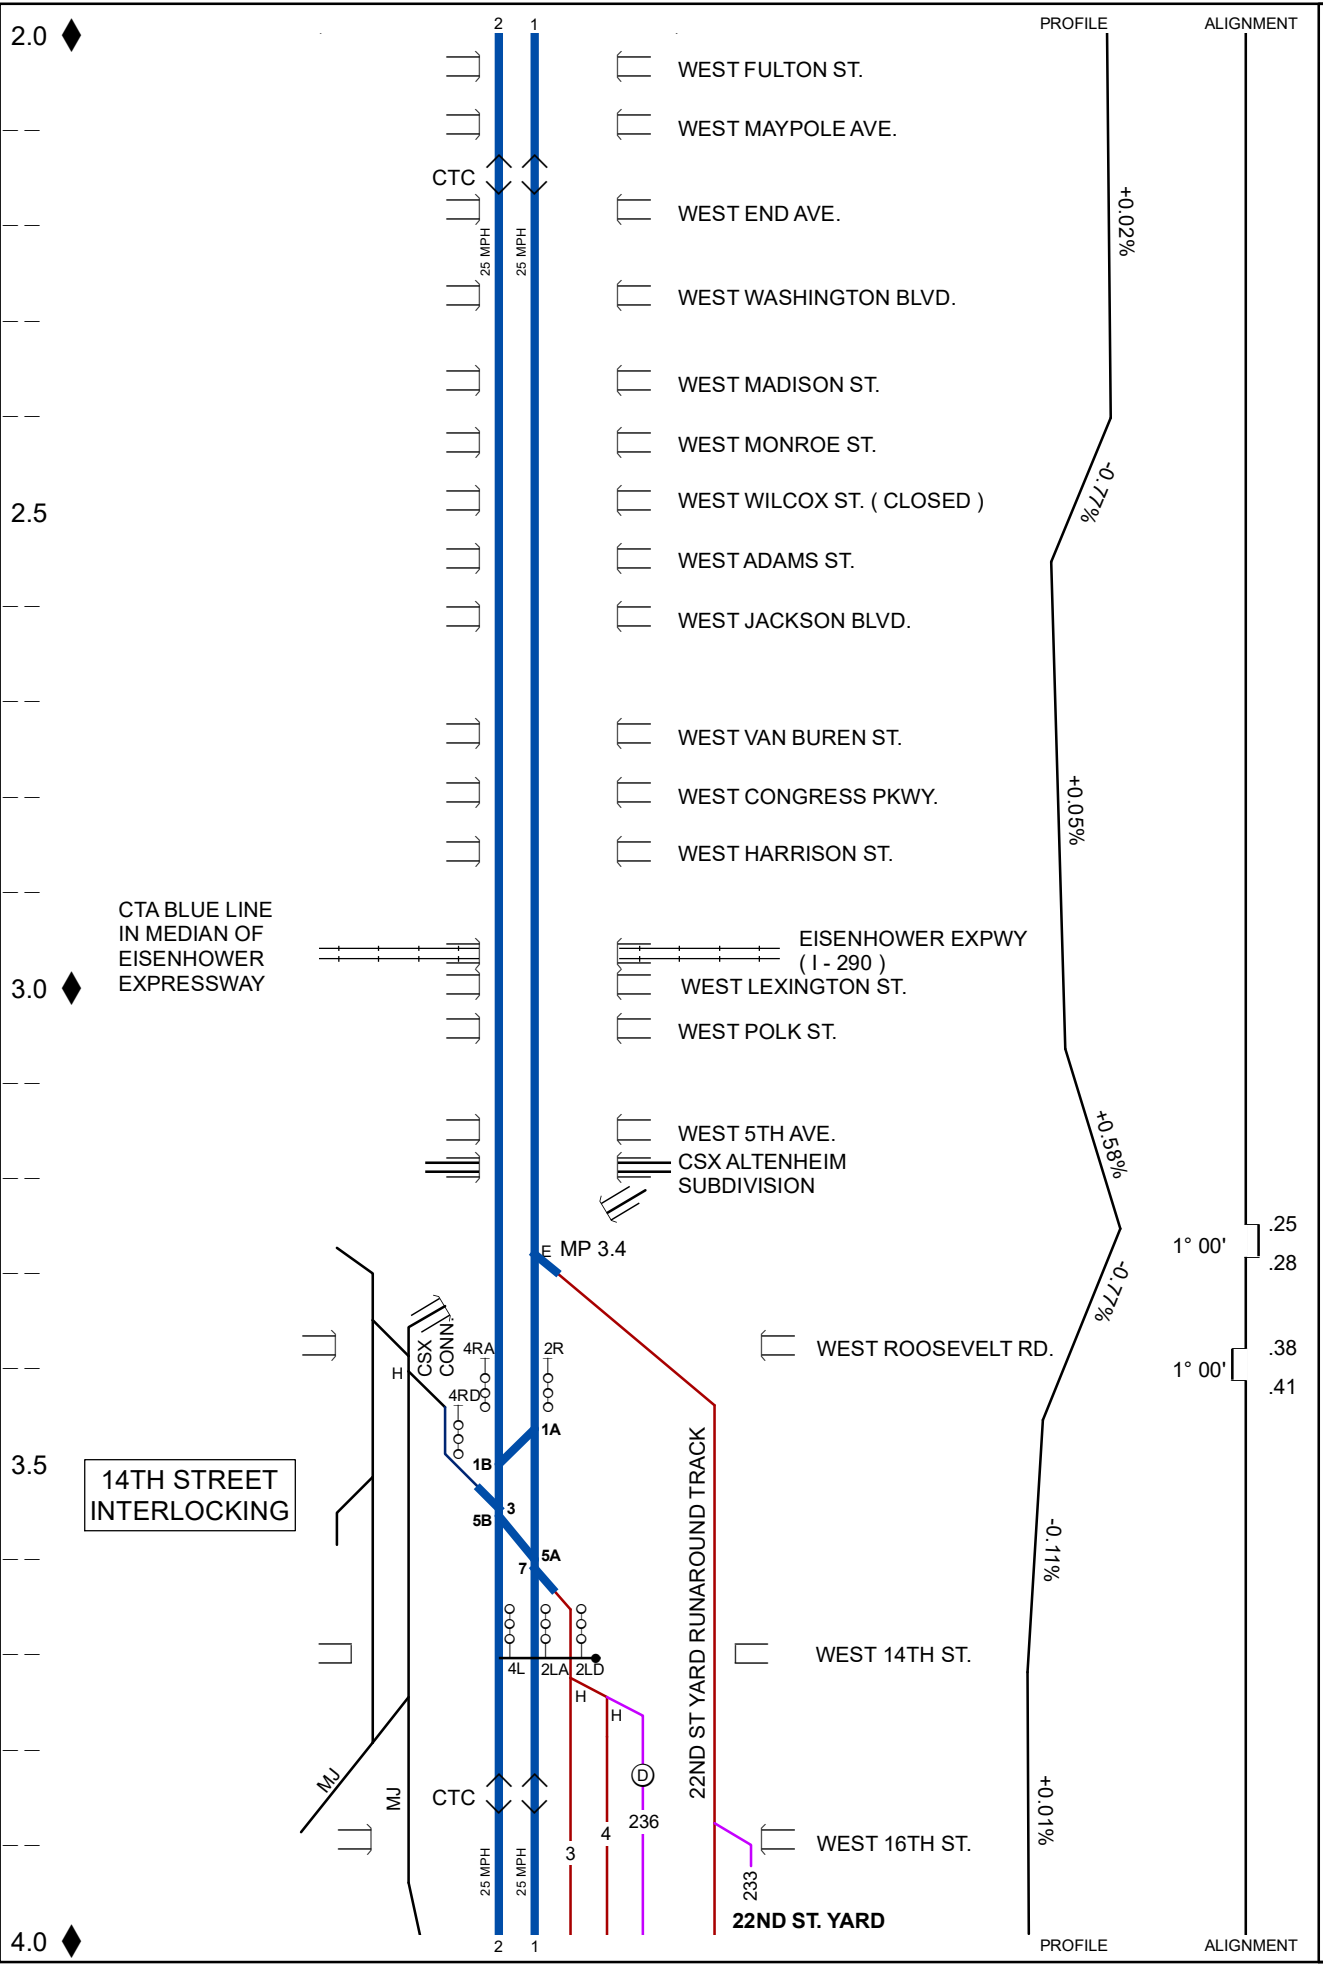 2 1
PROFILE
ALIGNMENT
2.0
WEST FULTON ST.
WEST MAYPOLE AVE.
CTC
WEST END AVE.
+0.02%
25 MPH
25 MPH
WEST WASHINGTON BLVD.
WEST MADISON ST.
WEST MONROE ST.
-0.77%
WEST WILCOX ST. ( CLOSED )
2.5
WEST ADAMS ST.
WEST JACKSON BLVD.
WEST VAN BUREN ST.
WEST CONGRESS PKWY.
+0.05%
WEST HARRISON ST.
CTA BLUE LINE
IN MEDIAN OF
EISENHOWER
EXPRESSWAY
EISENHOWER EXPWY
( I - 290 )
3.0
WEST LEXINGTON ST.
WEST POLK ST.
WEST 5TH AVE.
+0.58%
CSX ALTENHEIM
SUBDIVISION
.25
1° 00'
.28
E MP 3.4
-0.77%
CSX
CONN.
4RA
2R
WEST ROOSEVELT RD.
.38
1° 00'
.41
H
4RD
1A
1B
3.5
14TH STREET
INTERLOCKING
3
5B
5A
7
22ND ST YARD RUNAROUND TRACK
-0.11%
WEST 14TH ST.
4L 2LA 2LD
H
H
MJ
MJ
CTC
D
236
4
3
+0.01%
WEST 16TH ST.
25 MPH
25 MPH
233
22ND ST. YARD
4.0
2 1
PROFILE
ALIGNMENT